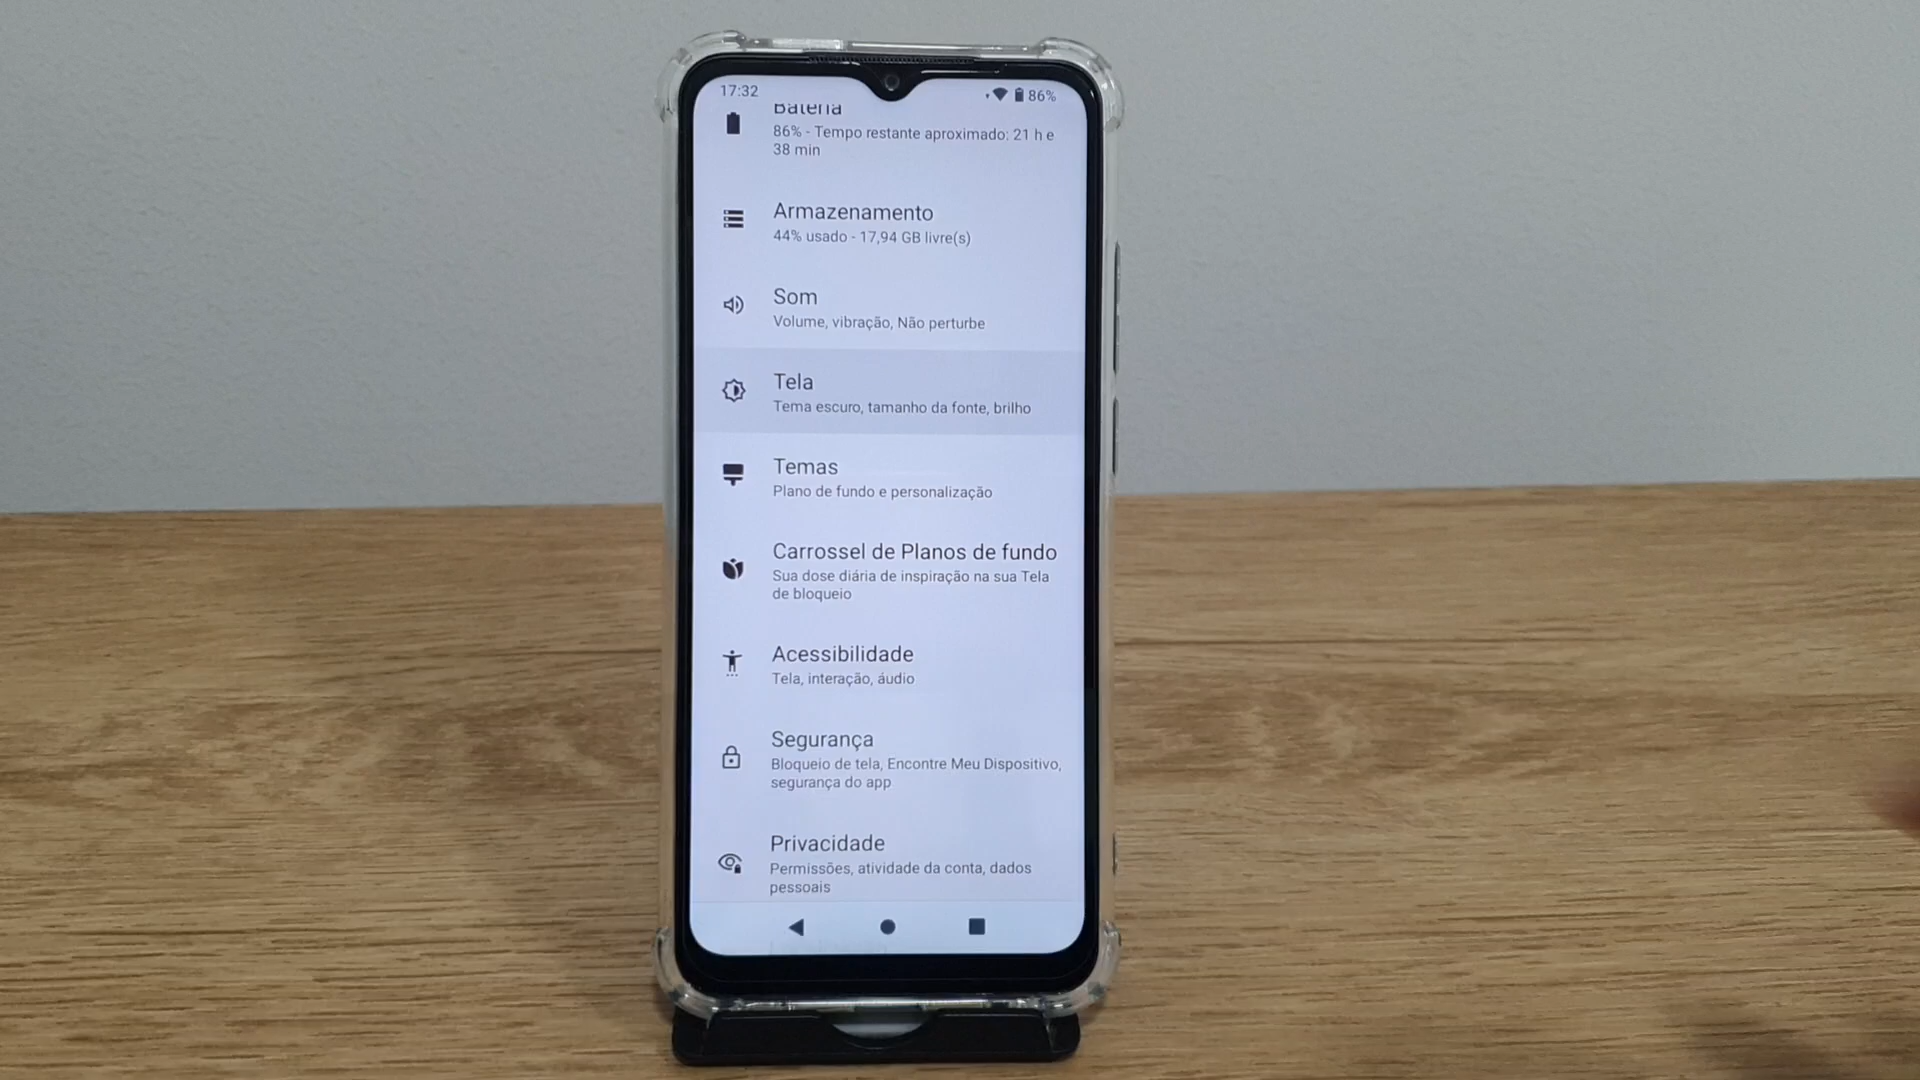 17:32
86%
Bateria
86% - Tempo restante aproximado: 21 h e
38 min
Armazenamento
44% usado - 17,94 GB livre(s)
Som
Volume, vibração, Não perturbe
Tela
Tema escuro, tamanho da fonte, brilho
Temas
Plano de fundo e personalização
Carrossel de Planos de fundo
Sua dose diária de inspiração na sua Tela
de bloqueio
Acessibilidade
Tela, interação, áudio
Segurança
Bloqueio de tela, Encontre Meu Dispositivo,
segurança do app
Privacidade
Permissões, atividade da conta, dados
pessoais